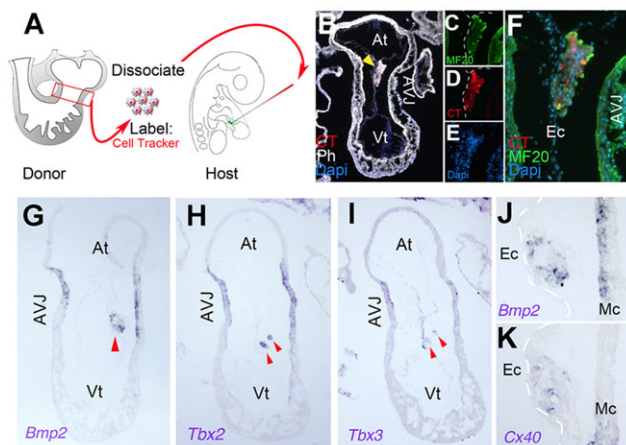 A
Dissociate
Label:
Cell Tracker
Donor
Host
B
At
AVJ
Vt
CT
Ph
Dapi
C
MF20
D
CT
E
Dapi
F
Ec
AVJ
CT
MF20
Dapi
G
At
AVJ
Vt
Bmp2
H
At
AVJ
Vt
Tbx2
I
At
AVJ
Vt
Tbx3
J
Ec
Mc
Bmp2
K
Ec
Mc
Cx40